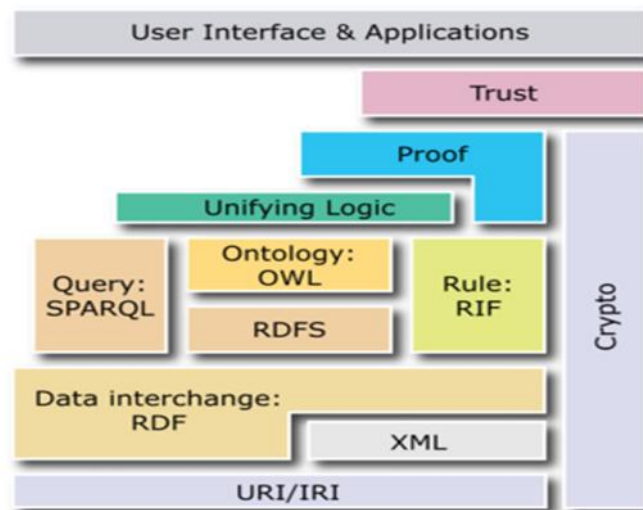 User Interface & Applications
Trust
Proof
Unifying Logic
Query:
SPARQL
Ontology:
OWL
RDFS
Rule:
RIF
Crypto
Data interchange:
RDF
XML
URI/IRI